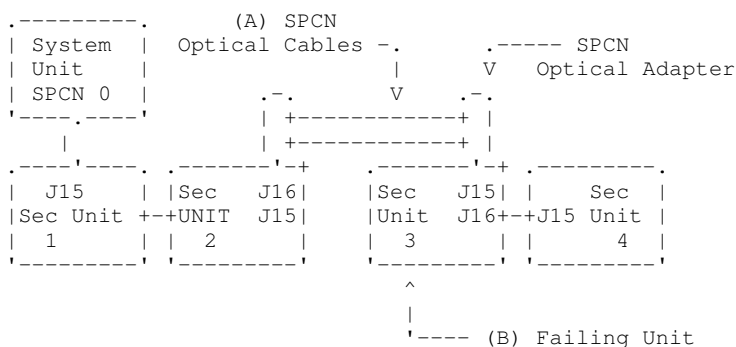 (A) SPCN
System Optical Cables SPCN
Unit Optical Adapter
SPCN 0
J15 Sec J16 Sec J15 Sec
Sec Unit UNIT J15 Unit J16 J15 Unit
1 2 3 4
(B) Failing Unit